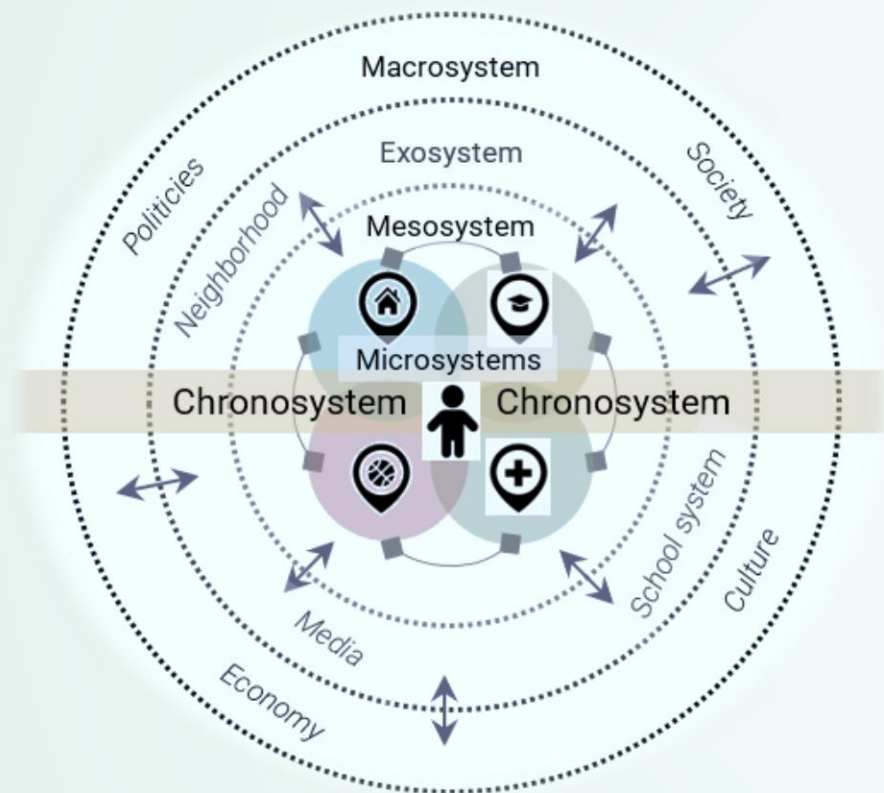 Macrosystem
Exosystem
Society
Politicies
Neighborhood
Mesosystem
Microsystems
Chronosystem Chronosystem
School system
Culture
Media
Economy